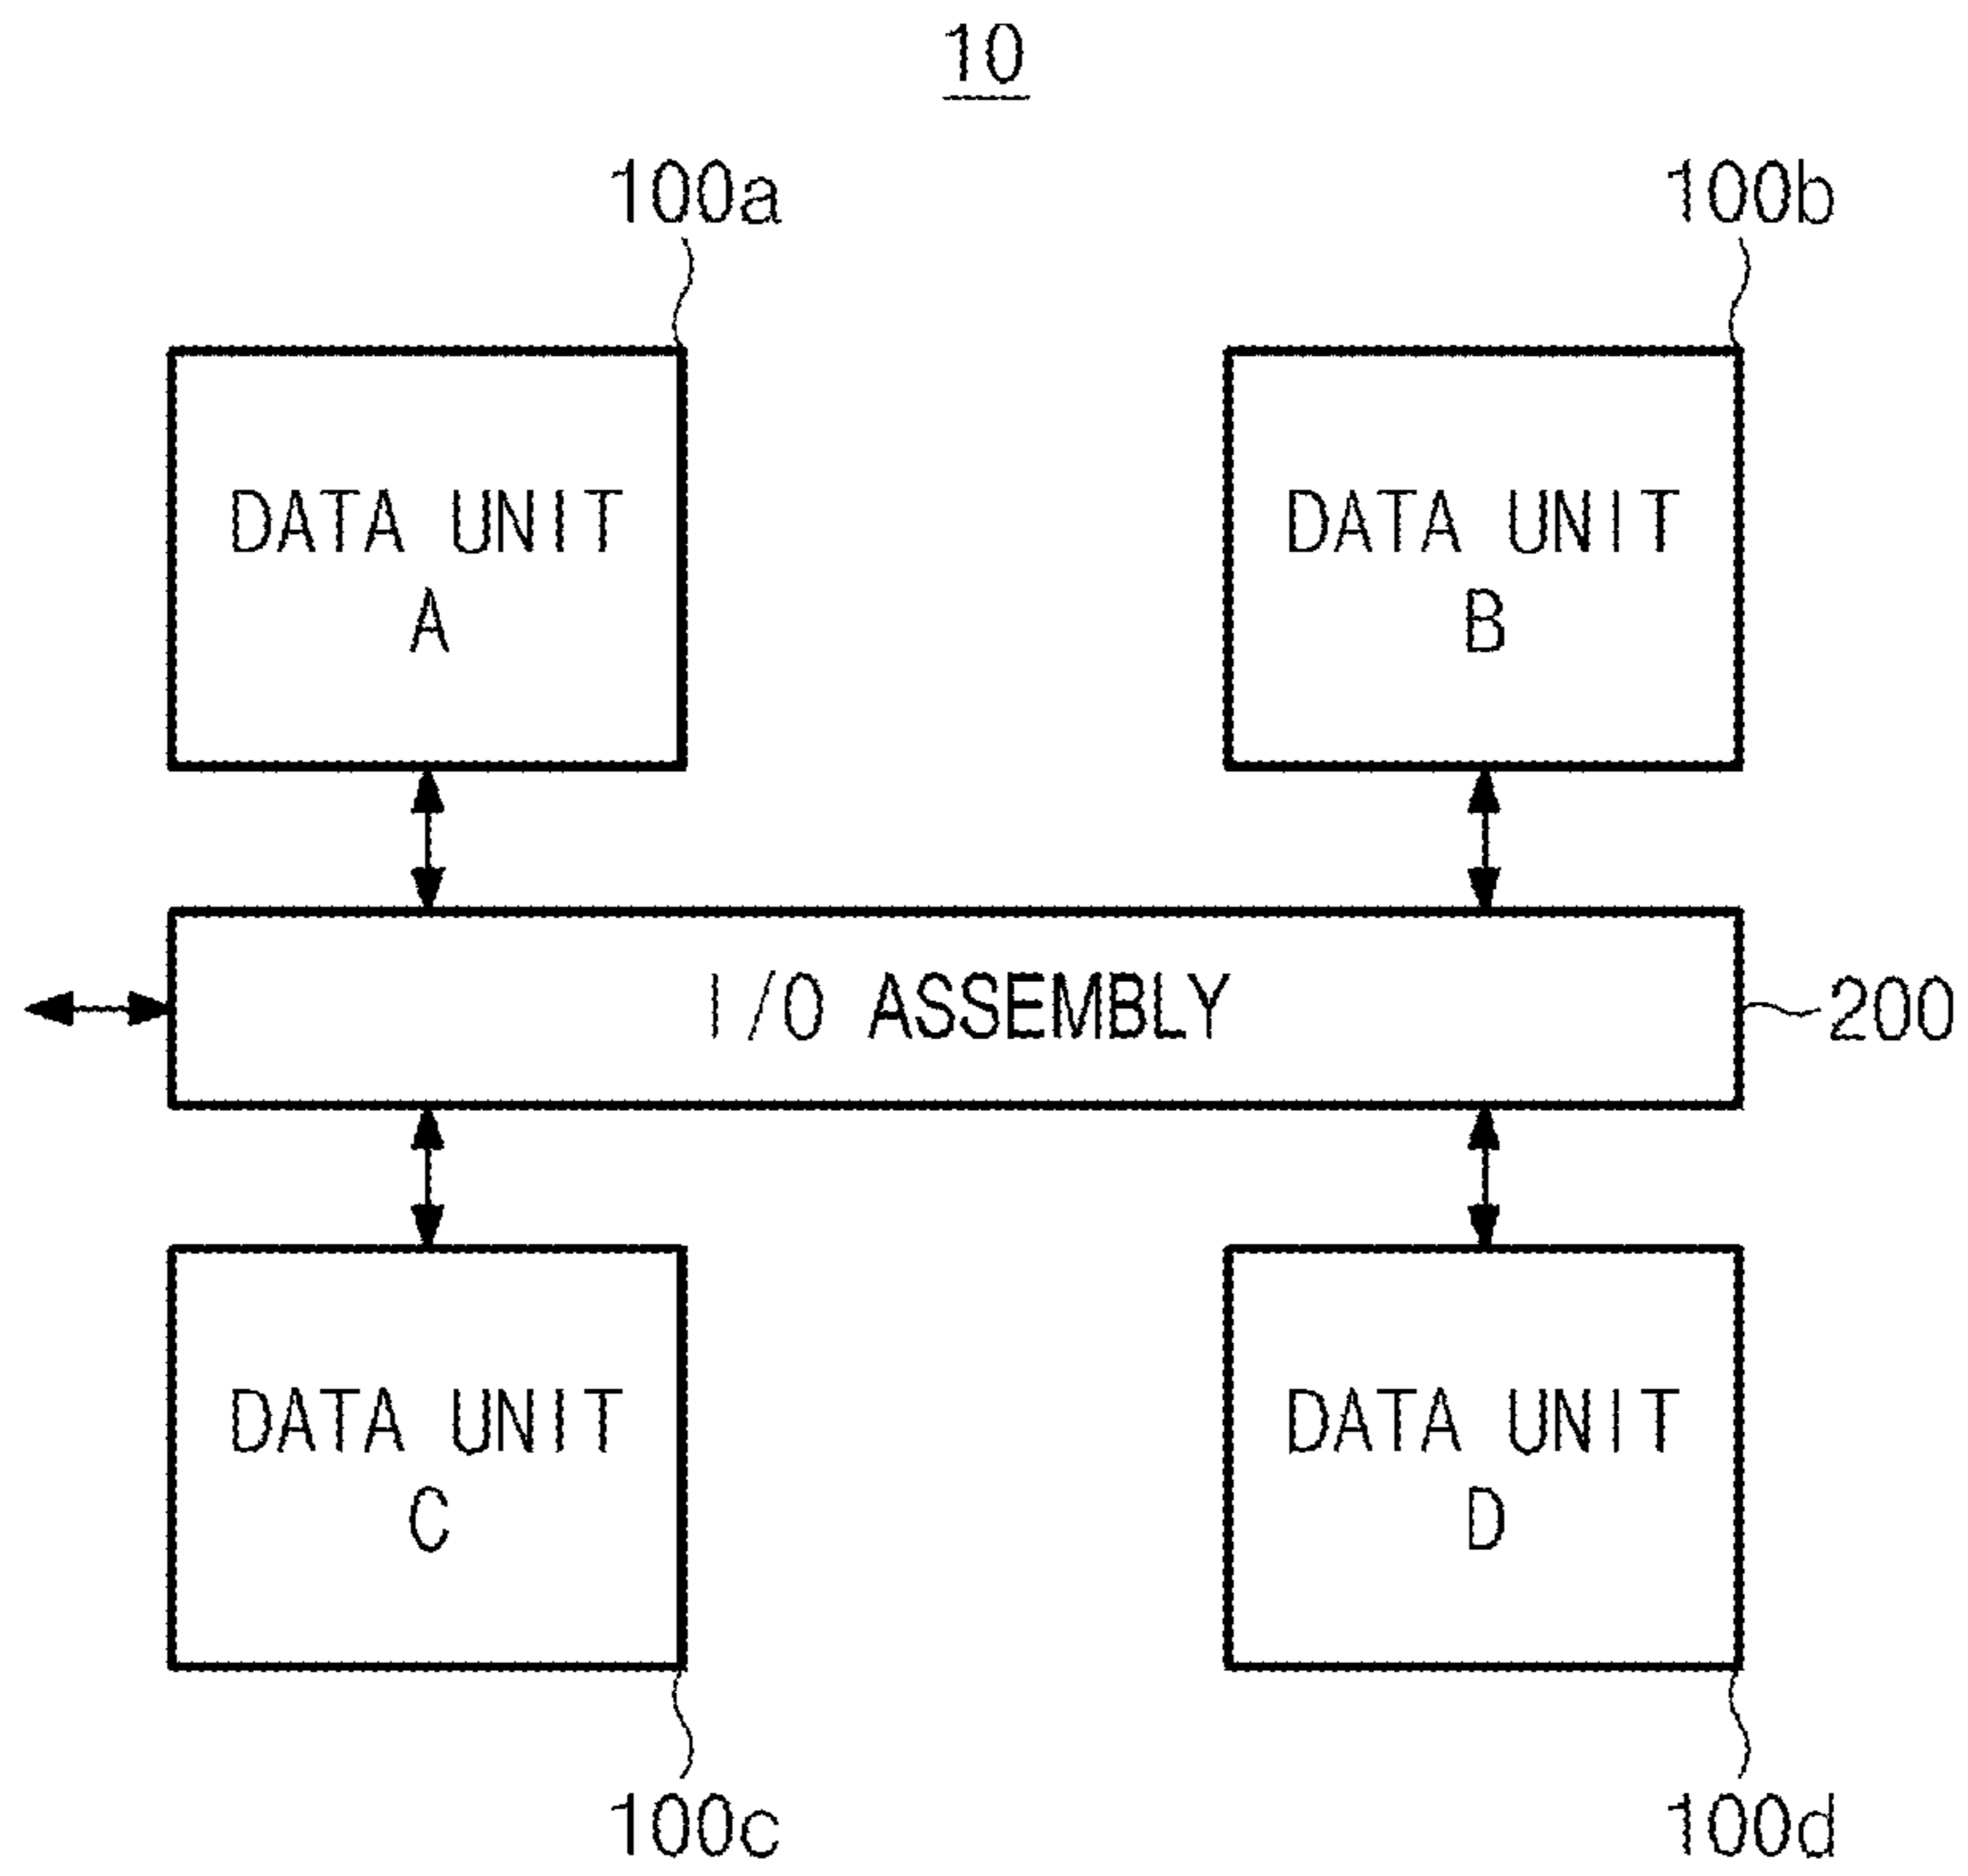 10
100a
100b
DATA UNIT
A
DATA UNIT
B
I/O ASSEMBLY
200
DATA UNIT
C
DATA UNIT
D
100c
100d